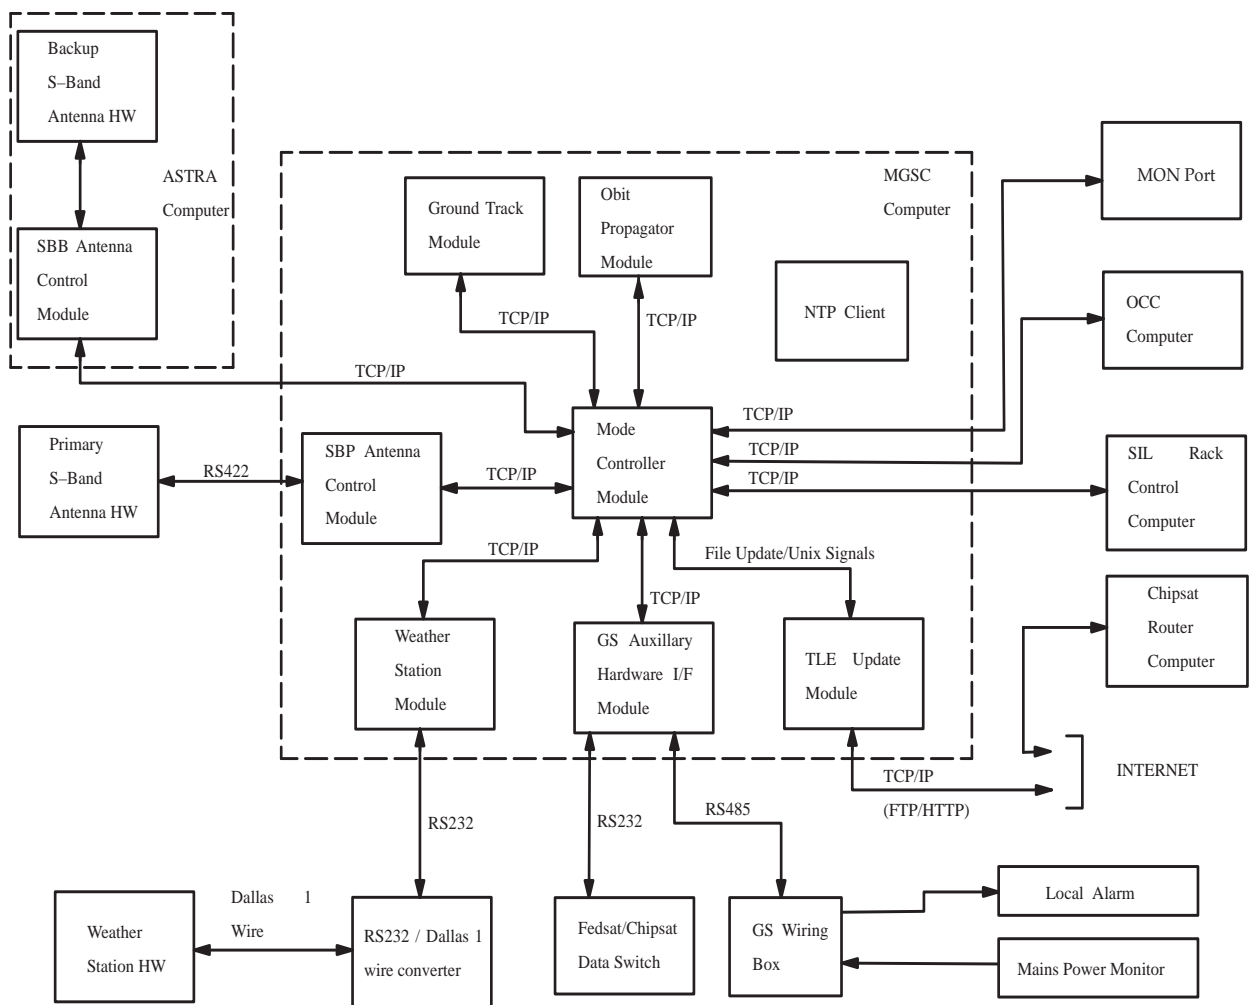 Backup
S–Band
Antenna HW
ASTRA
Computer
SBB Antenna
Control
Module
MGSC
Computer
Ground Track
Module
Obit
Propagator
Module
NTP Client
MON Port
OCC
Computer
TCP/IP
TCP/IP
TCP/IP
Primary
S–Band
Antenna HW
RS422
SBP Antenna
Control
Module
TCP/IP
Mode
Controller
Module
TCP/IP
TCP/IP
TCP/IP
SIL Rack
Control
Computer
TCP/IP
File Update/Unix Signals
TCP/IP
Weather
Station
Module
GS Auxillary
Hardware I/F
Module
TLE Update
Module
Chipsat
Router
Computer
TCP/IP
(FTP/HTTP)
INTERNET
RS232
RS232
RS485
Dallas 1
Wire
Weather
Station HW
RS232 / Dallas 1
wire converter
Fedsat/Chipsat
Data Switch
GS Wiring
Box
Local Alarm
Mains Power Monitor